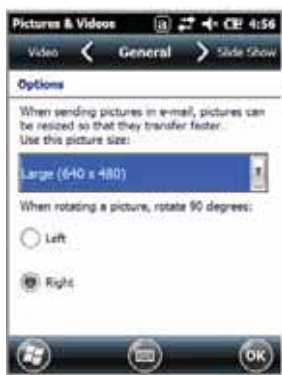 Pictures & Videos 4:56
Video General Slide Show
Options
When sending pictures in e-mail, pictures can
be resized so that they transfer faster.
Use this picture size:
Large (640 x 480)
When rotating a picture, rotate 90 degrees:
Left
Right
OK